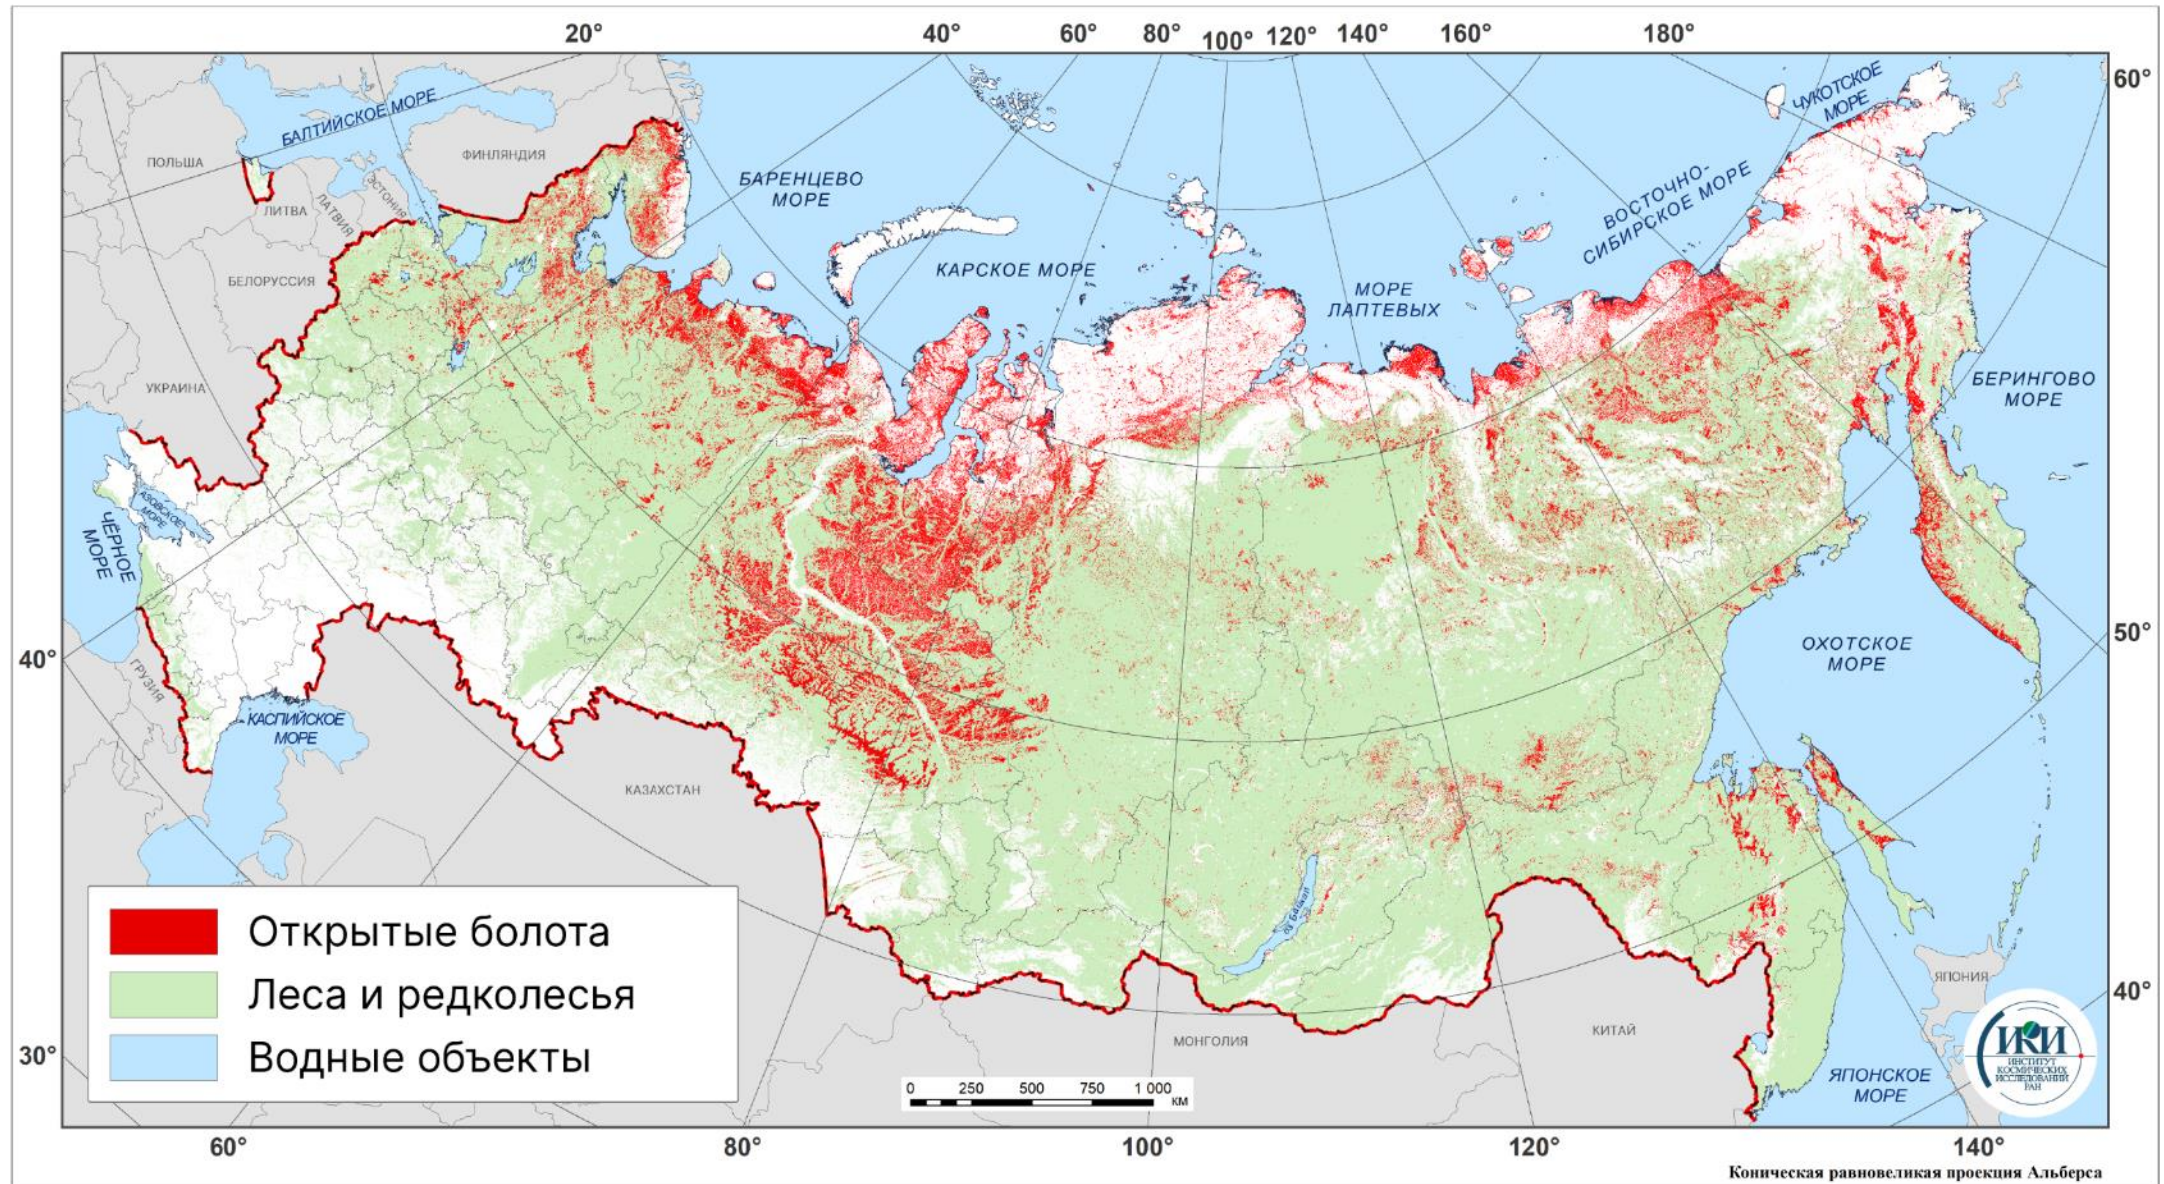 20° 40° 60° 80° 100° 120° 140° 160° 180°
60°
ЧУКОТСКОЕ
МОРЕ
БАЛТИЙСКОЕ МОРЕ
ПОЛЬША
ФИНЛЯНДИЯ
ЭСТОНИЯ
ЛАТВИЯ
ЛИТВА
БАРЕНЦЕВО
МОРЕ
ВОСТОЧНО-
СИБИРСКОЕ МОРЕ
КАРСКОЕ МОРЕ
БЕЛОРУССИЯ
МОРЕ
ЛАПТЕВЫХ
УКРАИНА
БЕРИНГОВО
МОРЕ
АЗОВСКОЕ
МОРЕ
ЧЁРНОЕ
МОРЕ
50°
ОХОТСКОЕ
МОРЕ
40°
ГРУЗИЯ
КАСПИЙСКОЕ
МОРЕ
КАЗАХСТАН
оз. Байкал
Открытые болота
Леса и редколесья
Водные объекты
ЯПОНИЯ
40°
КИТАЙ
МОНГОЛИЯ
30°
0 250 500 750 1 000
КМ
ИКИ
ИНСТИТУТ
КОСМИЧЕСКИХ
ИССЛЕДОВАНИЙ
РАН
ЯПОНСКОЕ
МОРЕ
60° 80° 100° 120° 140°
Коническая равновеликая проекция Альберса